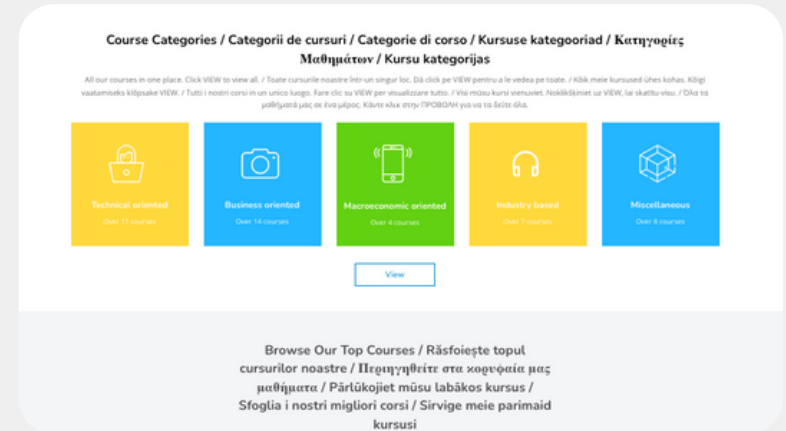 Course Categories / Categorii de cursuri / Categorie di corso / Kursuse kategooriad / Κατηγορίες
Μαθημάτων / Kursu kategorijas
All our courses in one place. Click VIEW to view all. / Toate cursurile noastre într-un singur loc. Dă click pe VIEW pentru a le vedea pe toate. / Kõik meie kursused ühes kohas. Kõigi
vaatamiseks klõpsake VIEW. / Tutti i nostri corsi in un unico luogo. Fare clic su VIEW per visualizzare tutto. / Visi mūsu kursi vienuviet. Noklikšķiniet uz VIEW, lai skatītu visu. / Όλα τα
μαθήματά μας σε ένα μέρος. Κάντε κλικ στην ΠΡΟΒΟΛΗ για να τα δείτε όλα.
Technical oriented
Over 11 courses
Business oriented
Over 14 courses
Macroeconomic oriented
Over 4 courses
Industry based
Over 7 courses
Miscellaneous
Over 8 courses
View
Browse Our Top Courses / Răsfoiește topul
cursurilor noastre / Περιηγηθείτε στα κορυφαία μας
μαθήματα / Pārlūkojiet mūsu labākos kursus /
Sfoglia i nostri migliori corsi / Sirvige meie parimaid
kursusi